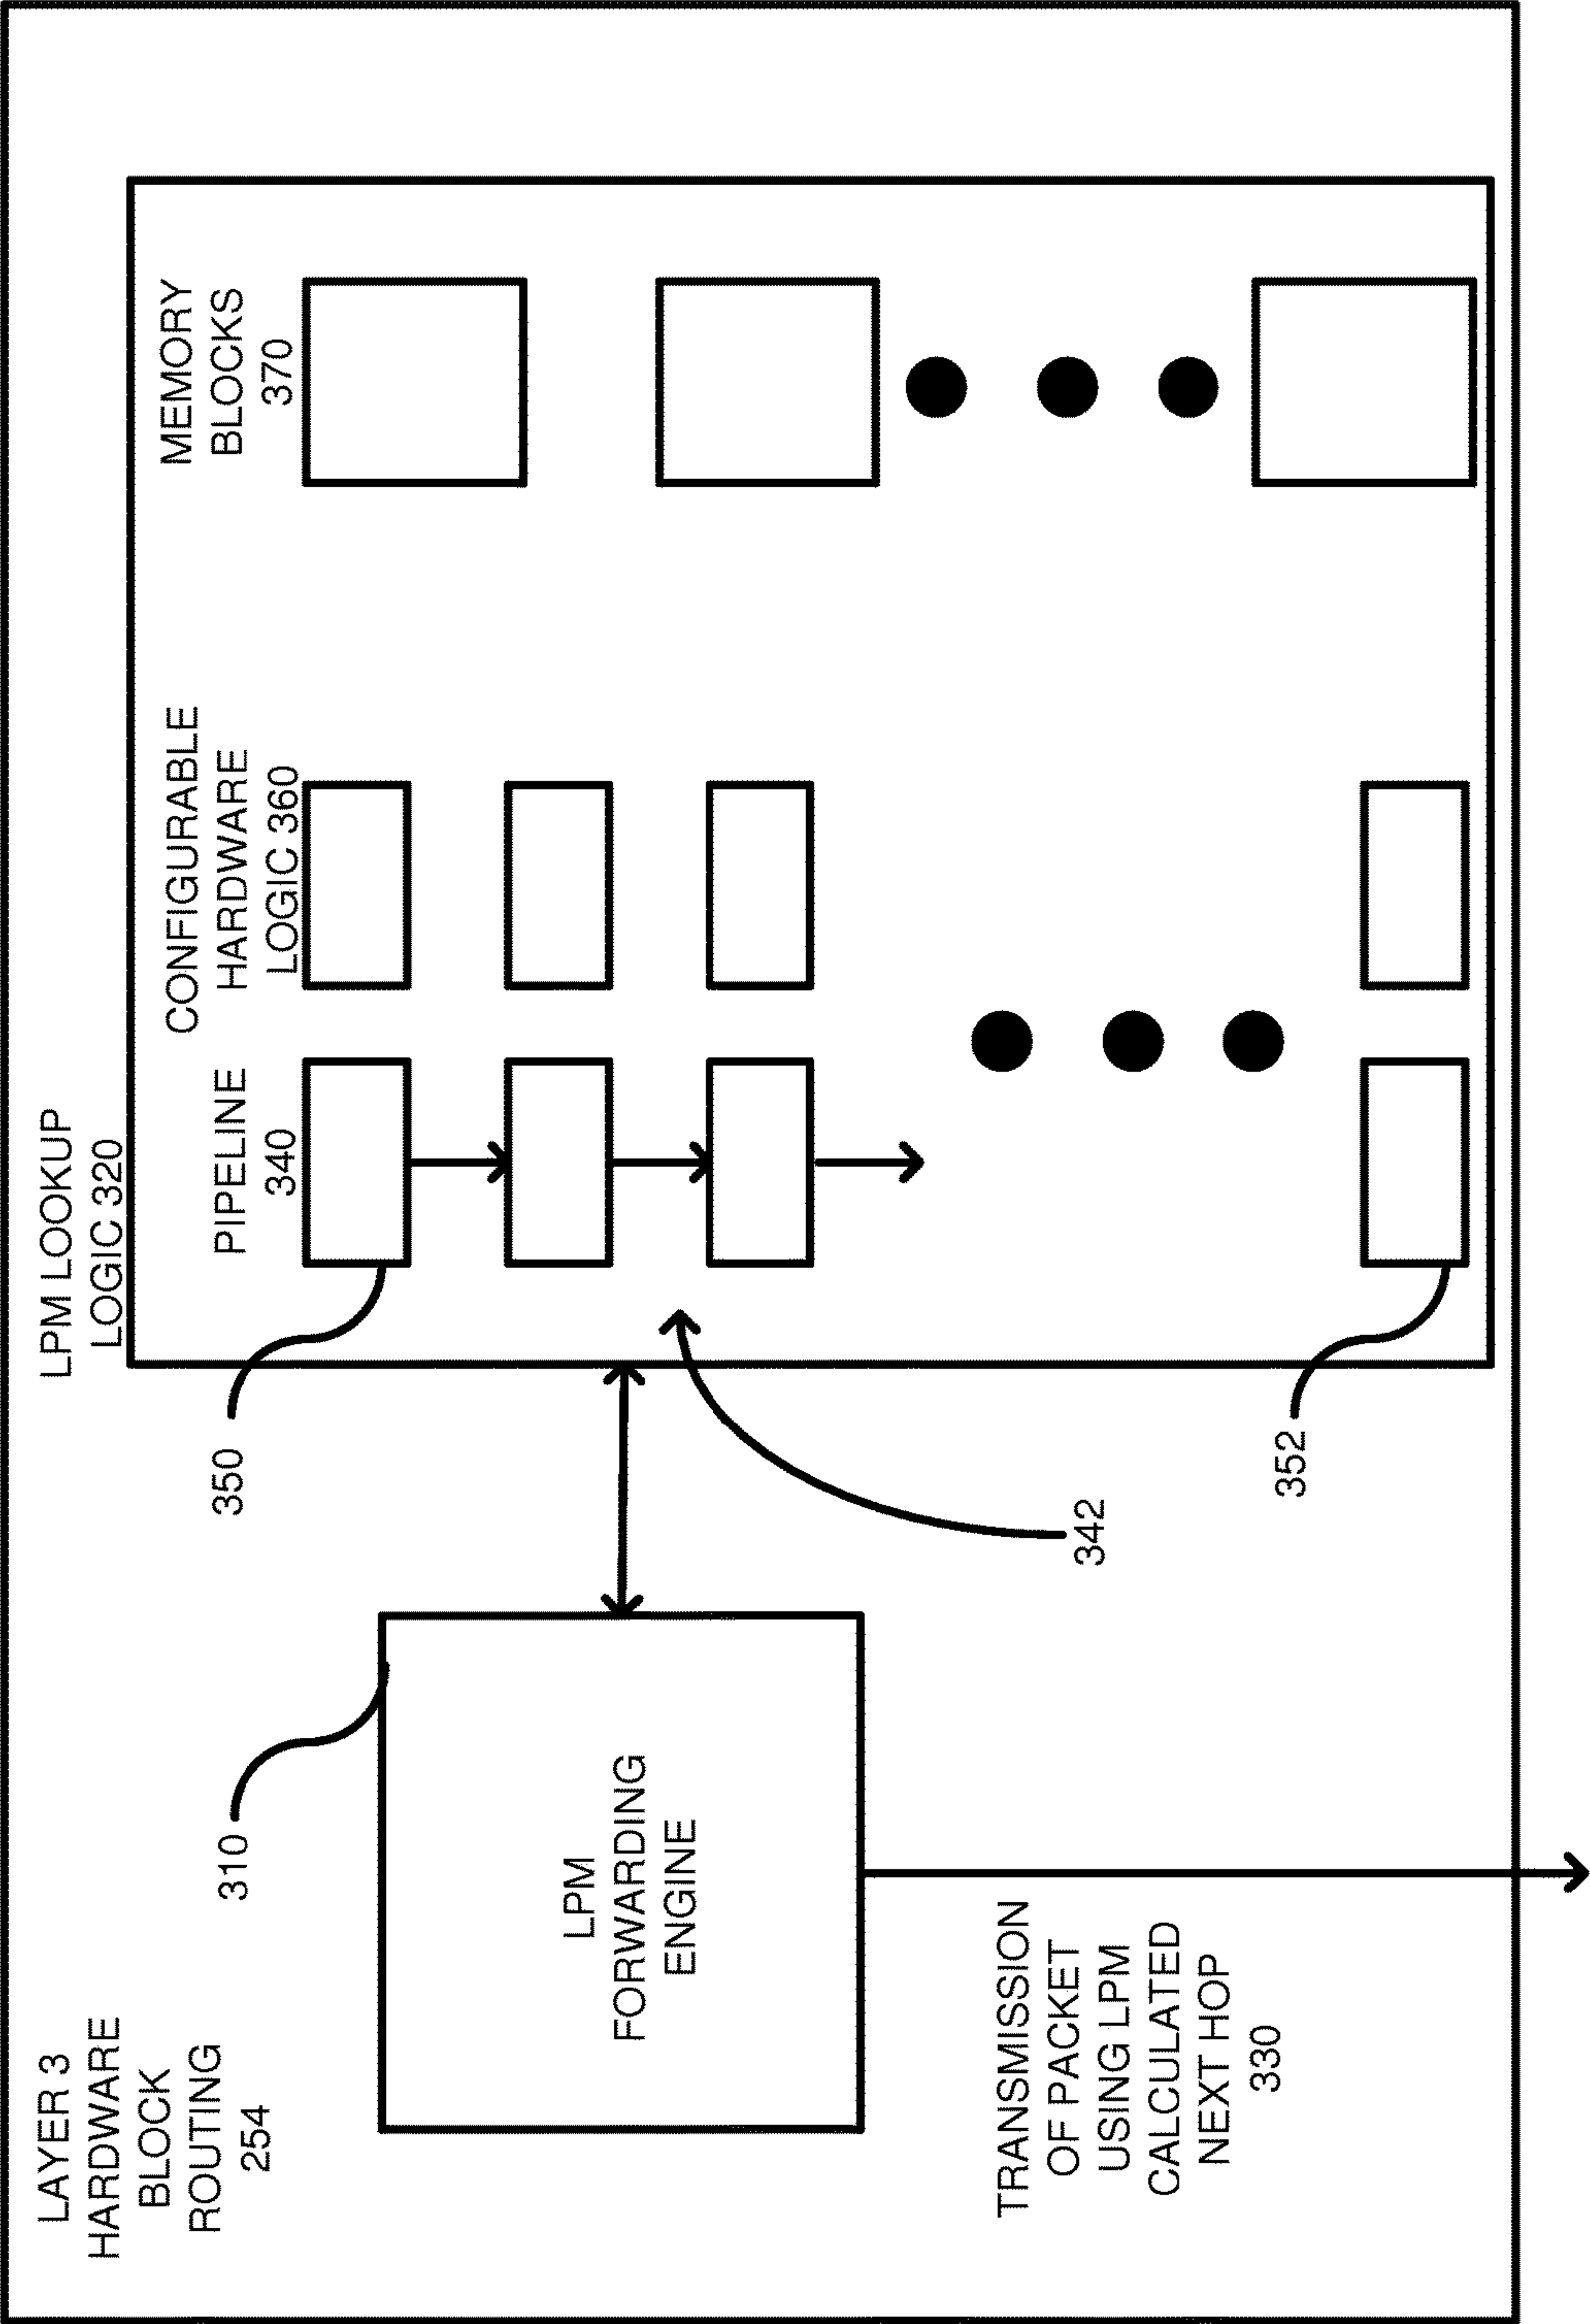 LAYER 3
HARDWARE
BLOCK
ROUTING
254
310
LPM
FORWARDING
ENGINE
TRANSMISSION
OF PACKET
USING LPM
CALCULATED
NEXT HOP
330
LPM LOOKUP
LOGIC 320
350
342
352
PIPELINE
340
CONFIGURABLE
HARDWARE
LOGIC 360
MEMORY
BLOCKS
370